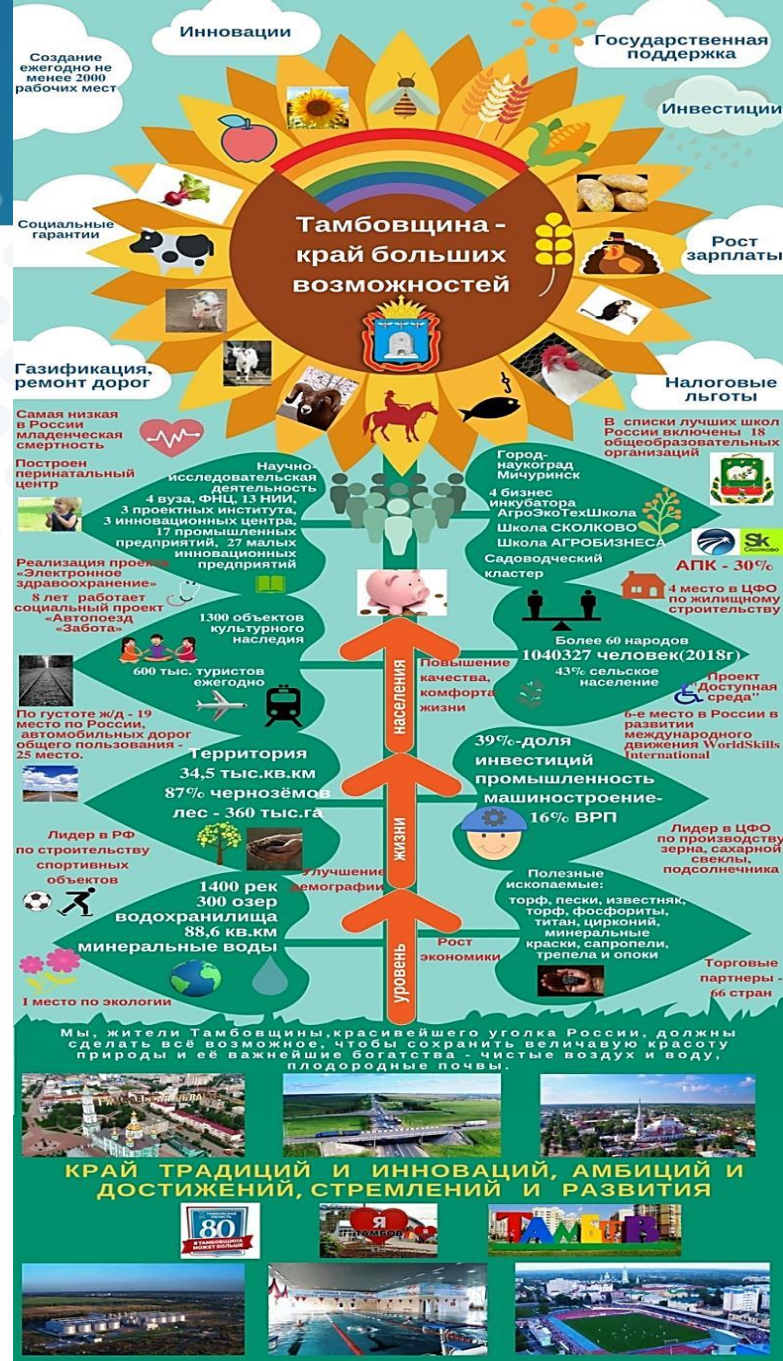 Инновации
Создание
ежегодно не
менее 2000
рабочих мест
Государственная
поддержка
Инвестиции
Социальные
гарантии
Тамбовщина -
край больших
возможностей
Рост
зарплаты
Газификация,
ремонт дорог
Налоговые
льготы
Самая низкая
в России
младенческая
смертность
Построен
перинатальный
центр
Научно-
исследовательская
деятельность
4 вуза, ФНЦ, 13 НИИ,
3 проектных института,
3 инновационных центра,
17 промышленных
предприятий, 27 малых
инновационных
предприятий
Город-
наукоград
Мичуринск
4 бизнес
инкубатора
АгроЭкоТехШкола
Школа СКОЛКОВО
Школа АГРОБИЗНЕСА
Садоводческий
кластер
В списки лучших школ
России включены 18
общеобразовательных
организаций
Sk
Сколково
АПК - 30%
4 место в ЦФО
по жилищному
строительству
Реализация проекта
«Электронное
здравоохранение»
8 лет работает
социальный проект
«Автопоезд
«Забота»
1300 объектов
культурного
наследия
600 тыс. туристов
ежегодно
населения
Повышение
качества,
комфорта
жизни
Более 60 народов
1040327 человек(2018г)
43% сельское
население
Проект
"Доступная
среда"
По густоте ж/д - 19
место по России,
автомобильных дорог
общего пользования -
25 место.
Территория
34,5 тыс.кв.км
87% чернозёмов
лес - 360 тыс.га
39%-доля
инвестиций
промышленность
машиностроение-
16% ВРП
6-е место в России в
развитии
международного
движения WorldSkills
International
жизни
Лидер в РФ
по строительству
спортивных
объектов
Улучшение
демографии
Лидер в ЦФО
по производству
зерна, сахарной
свеклы,
подсолнечника
1400 рек
300 озер
водохранилища
88,6 кв.км
минеральные воды
уровень
Рост
экономики
Полезные
ископаемые:
торф, пески, известняк,
торф, фосфориты,
титан, цирконий,
минеральные
краски, сапропели,
трепела и опоки
1 место по экологии
Торговые
партнеры -
66 стран
Мы, жители Тамбовщины,красивейшего уголка России, должны
сделать всё возможное, чтобы сохранить величавую красоту
природы и её важнейшие богатства - чистые воздух и воду,
плодородные почвы.
ТАМБОВСКАЯ ОБЛАСТЬ
КРАЙ ТРАДИЦИЙ И ИННОВАЦИЙ, АМБИЦИЙ И
ДОСТИЖЕНИЙ, СТРЕМЛЕНИЙ И РАЗВИТИЯ
ТАМБОВСКАЯ
ОБЛАСТЬ
80
#ТАМБОВЩИНА
МОЖЕТ БОЛЬШЕ
Я
ТАМБОВ
ТАМБОВ